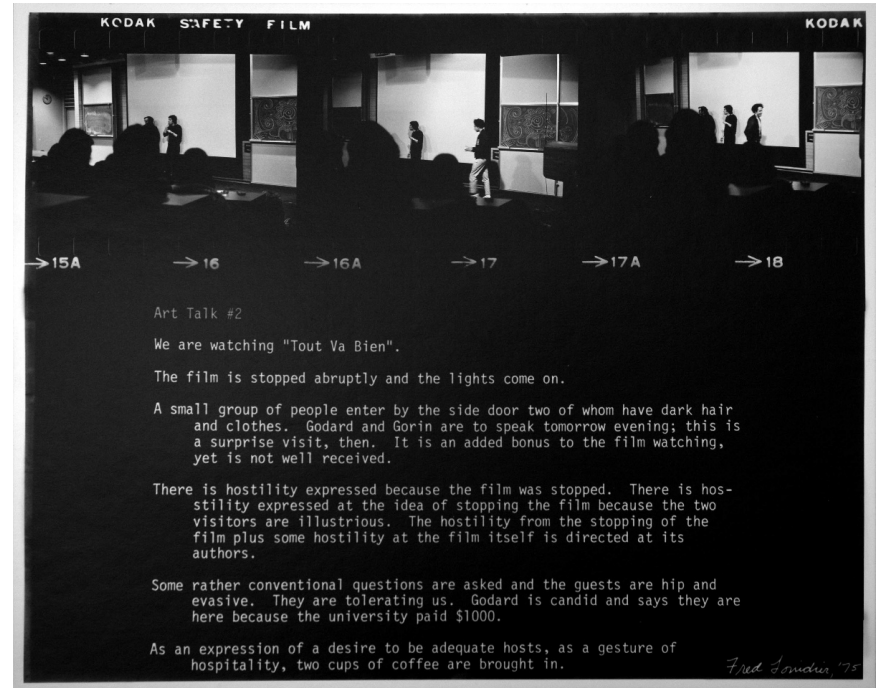 KODAK SAFETY FILM KODAK
→15A →16 →16A →17 →17A →18
Art Talk #2
We are watching "Tout Va Bien".
The film is stopped abruptly and the lights come on.
A small group of people enter by the side door two of whom have dark hair
and clothes. Godard and Gorin are to speak tomorrow evening; this is
a surprise visit, then. It is an added bonus to the film watching,
yet is not well received.
There is hostility expressed because the film was stopped. There is hos-
stility expressed at the idea of stopping the film because the two
visitors are illustrious. The hostility from the stopping of the
film plus some hostility at the film itself is directed at its
authors.
Some rather conventional questions are asked and the guests are hip and
evasive. They are tolerating us. Godard is candid and says they are
here because the university paid $1000.
As an expression of a desire to be adequate hosts, as a gesture of
hospitality, two cups of coffee are brought in.
Fred Lonidier, '75